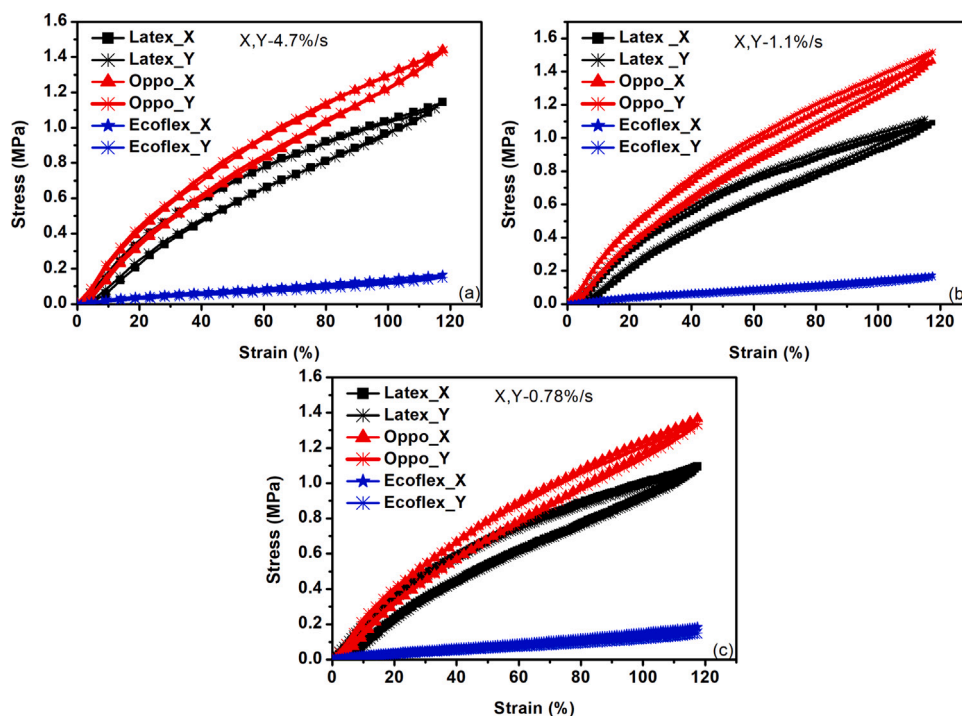 1.6
1.4
1.2
1.0
0.8
0.6
0.4
0.2
0.0
Stress (MPa)
Latex_X
Latex_Y
Oppo_X
Oppo_Y
Ecoflex_X
Ecoflex_Y
X,Y-4.7%/s
(a)
0 20 40 60 80 100 120
Strain (%)
1.6
1.4
1.2
1.0
0.8
0.6
0.4
0.2
0.0
Stress (MPa)
Latex _X
Latex_Y
Oppo_X
Oppo_Y
Ecoflex_X
Ecoflex_Y
X,Y-1.1%/s
(b
0 20 40 60 80 100 120
Strain (%)
1.6
1.4
1.2
1.0
0.8
0.6
0.4
0.2
0.0
Stress (MPa)
Latex_X
Latex_Y
Oppo_X
Oppo_Y
Ecoflex_X
Ecoflex_Y
X,Y-0.78%/s
(c)
0 20 40 60 80 100 120
Strain (%)